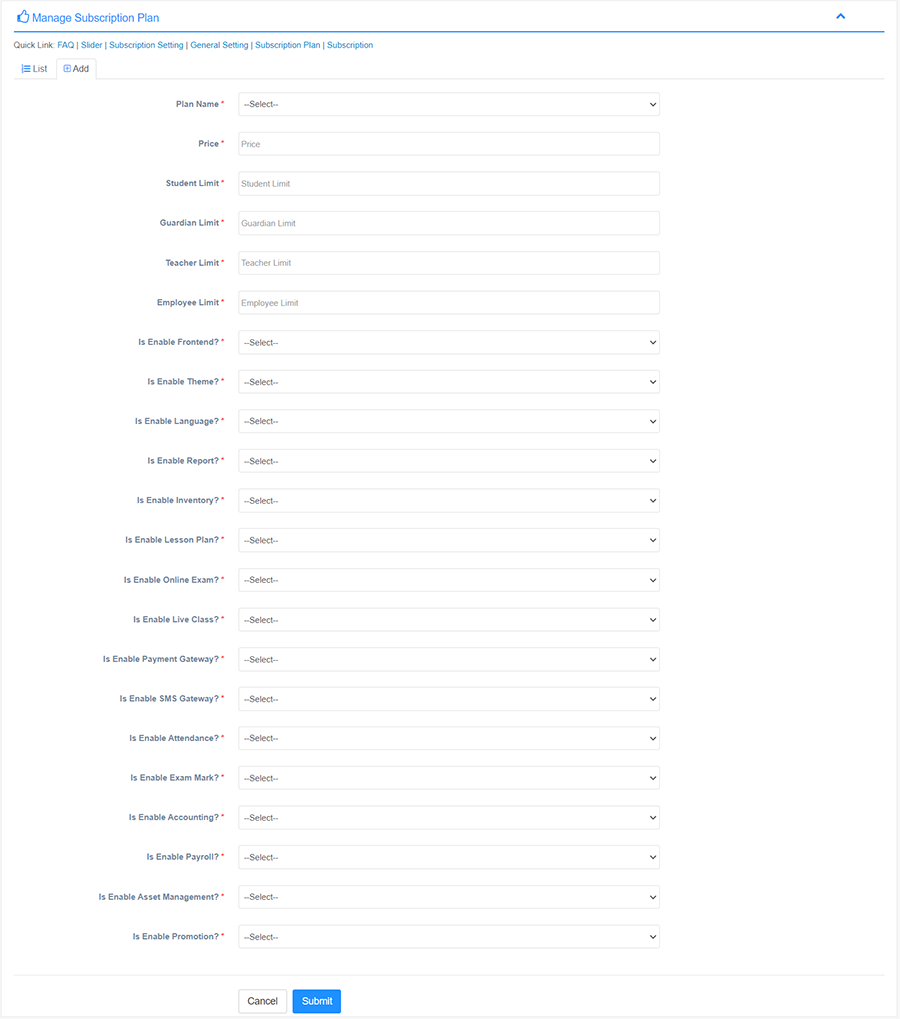 Manage Subscription Plan
Quick Link: FAQ | Slider | Subscription Setting | General Setting | Subscription Plan | Subscription
List Add
Plan Name * --Select--
Price * Price
Student Limit * Student Limit
Guardian Limit * Guardian Limit
Teacher Limit * Teacher Limit
Employee Limit * Employee Limit
Is Enable Frontend? * --Select--
Is Enable Theme? * --Select--
Is Enable Language? * --Select--
Is Enable Report? * --Select--
Is Enable Inventory? * --Select--
Is Enable Lesson Plan? * --Select--
Is Enable Online Exam? * --Select--
Is Enable Live Class? * --Select--
Is Enable Payment Gateway? * --Select--
Is Enable SMS Gateway? * --Select--
Is Enable Attendance? * --Select--
Is Enable Exam Mark? * --Select--
Is Enable Accounting? * --Select--
Is Enable Payroll? * --Select--
Is Enable Asset Management? * --Select--
Is Enable Promotion? * --Select--
Cancel Submit